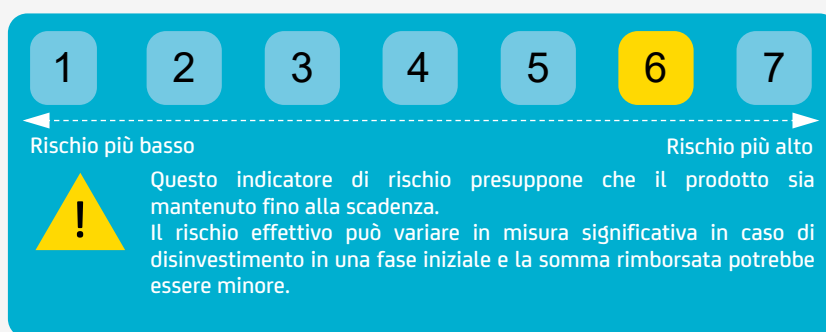 1 2 3 4 5 6 7
Rischio più basso Rischio più alto
Questo indicatore di rischio presuppone che il prodotto sia
mantenuto fino alla scadenza.
!
Il rischio effettivo può variare in misura significativa in caso di
disinvestimento in una fase iniziale e la somma rimborsata potrebbe
essere minore.